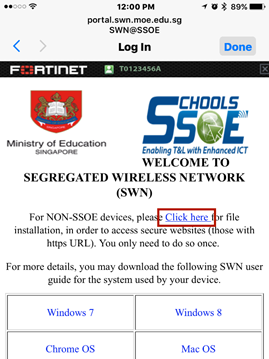 12:00 PM
89%
portal.swn.moe.edu.sg
SWN@SSOE
Log In
Done
FORTINET
T0123456A
Ministry of Education
SINGAPORE
SCHOOLS
SSOE
Enabling T&L with Enhanced ICT
WELCOME TO
SEGREGATED WIRELESS NETWORK
(SWN)
For NON-SSOE devices, please Click here for file
installation, in order to access secure websites (those with
https URL). You only need to do so once.
For more details, you may download the following SWN user
guide for the system used by your device.
Windows 7
Windows 8
Chrome OS
Mac OS